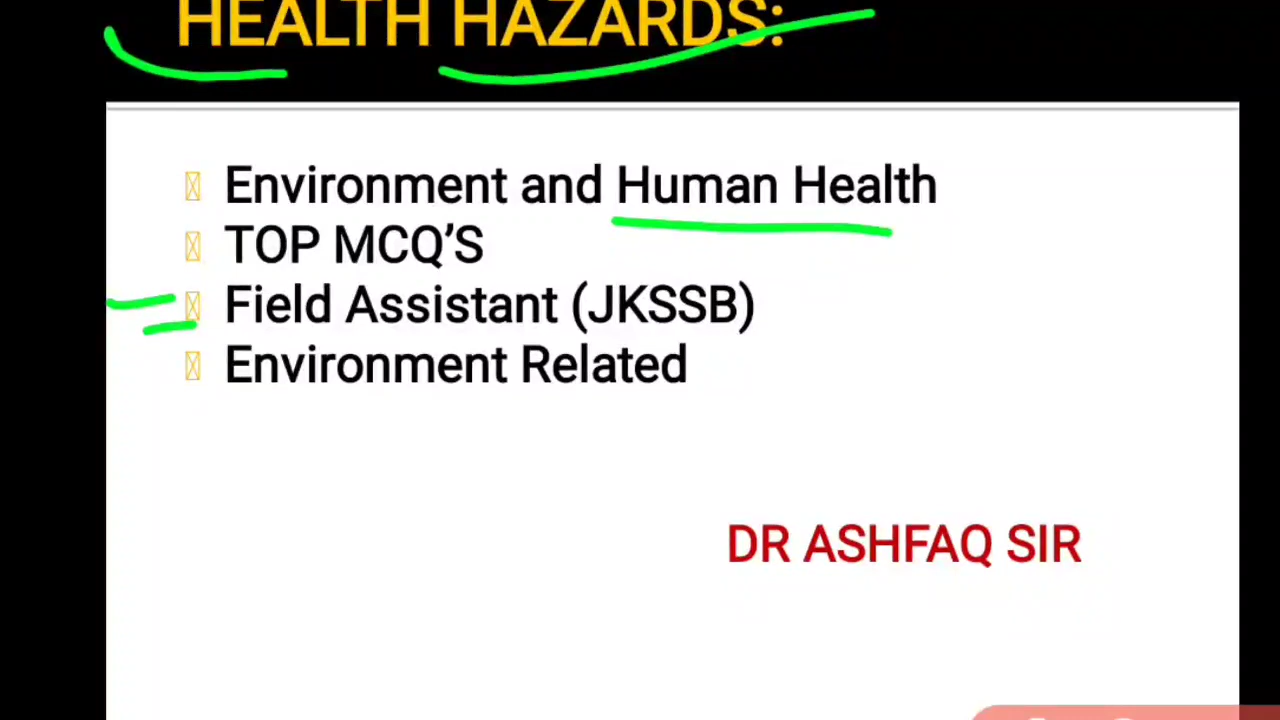 HEALTH HAZARDS:
Environment and Human Health
TOP MCQ’S
Field Assistant (JKSSB)
Environment Related
DR ASHFAQ SIR